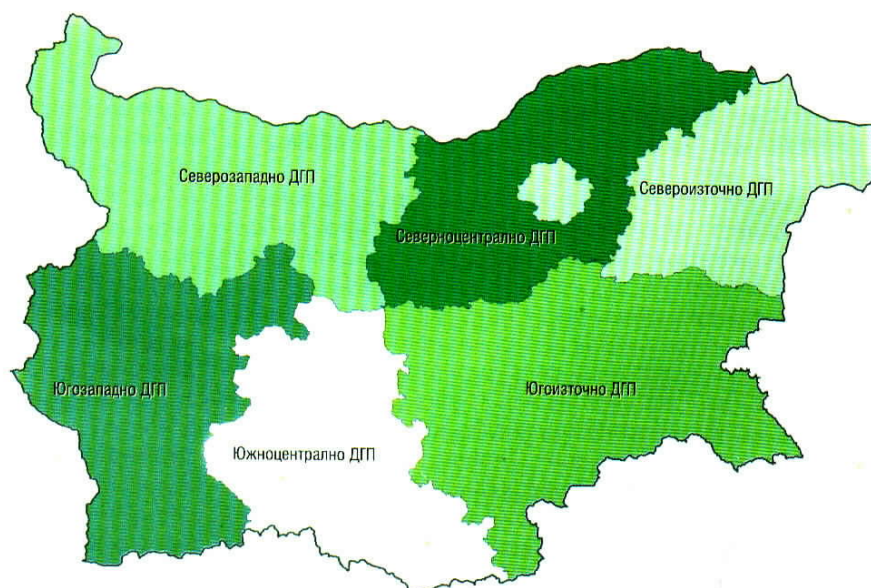 Северозападно ДГП
Североизточно ДГП
Северноцентрално ДГП
Югозападно ДГП
Югоизточно ДГП
Южноцентрално ДГП